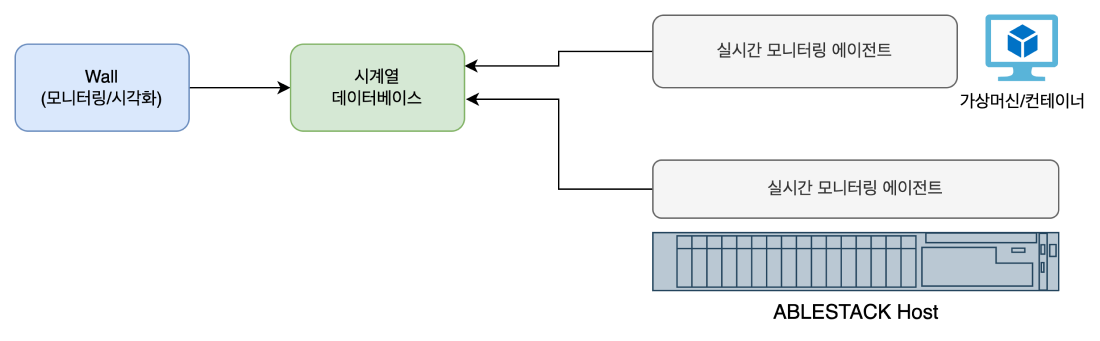 Wall
(모니터링/시각화)
시계열
데이터베이스
실시간 모니터링 에이전트
가상머신/컨테이너
실시간 모니터링 에이전트
ABLESTACK Host